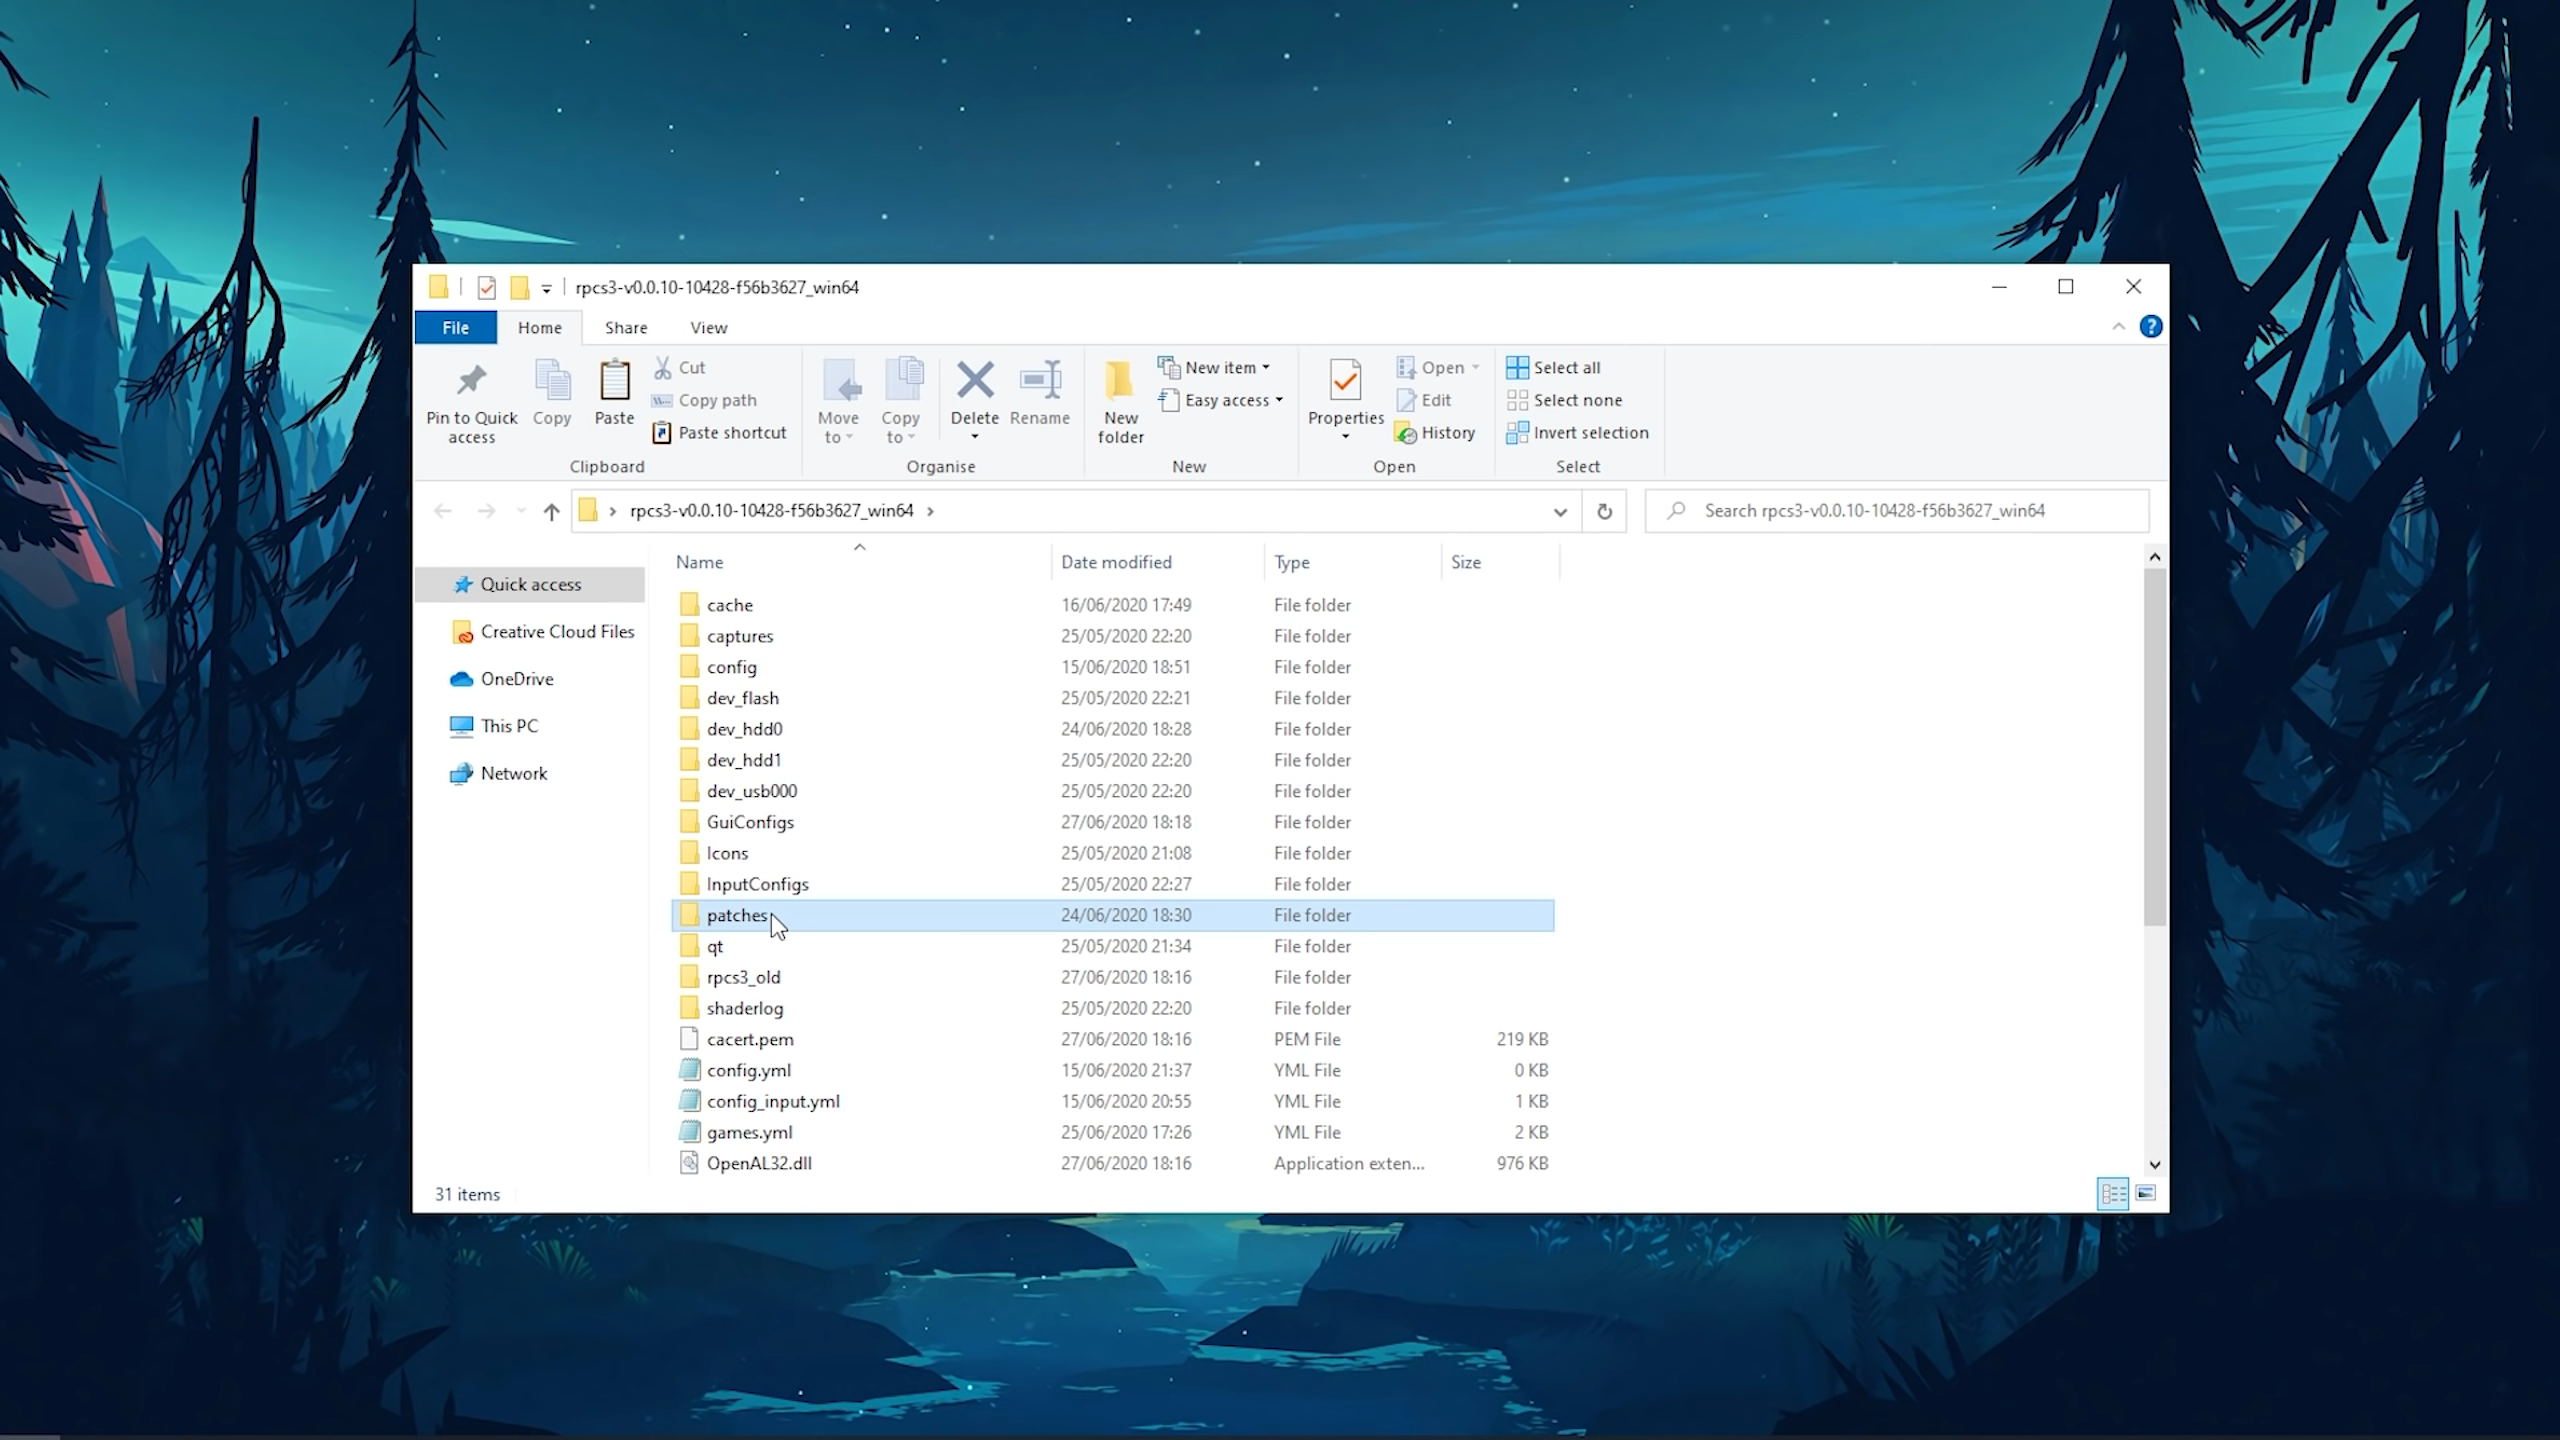 rpcs3-v0.0.10-10428-f56b3627_win64
File Home Share View
Pin to Quick access
Copy
Paste
Cut
Copy path
Paste shortcut
Clipboard
Move to
Copy to
Delete
Rename
Organise
New folder
New item
Easy access
New
Properties
Open
Edit
History
Open
Select all
Select none
Invert selection
Select
rpcs3-v0.0.10-10428-f56b3627_win64
Search rpcs3-v0.0.10-10428-f56b3627_win64
Quick access
Creative Cloud Files
OneDrive
This PC
Network
Name Date modified Type Size
cache 16/06/2020 17:49 File folder
captures 25/05/2020 22:20 File folder
config 15/06/2020 18:51 File folder
dev_flash 25/05/2020 22:21 File folder
dev_hdd0 24/06/2020 18:28 File folder
dev_hdd1 25/05/2020 22:20 File folder
dev_usb000 25/05/2020 22:20 File folder
GuiConfigs 27/06/2020 18:18 File folder
Icons 25/05/2020 21:08 File folder
InputConfigs 25/05/2020 22:27 File folder
patches 24/06/2020 18:30 File folder
qt 25/05/2020 21:34 File folder
rpcs3_old 27/06/2020 18:16 File folder
shaderlog 25/05/2020 22:20 File folder
cacert.pem 27/06/2020 18:16 PEM File 219 KB
config.yml 15/06/2020 21:37 YML File 0 KB
config_input.yml 15/06/2020 20:55 YML File 1 KB
games.yml 25/06/2020 17:26 YML File 2 KB
OpenAL32.dll 27/06/2020 18:16 Application exten... 976 KB
31 items